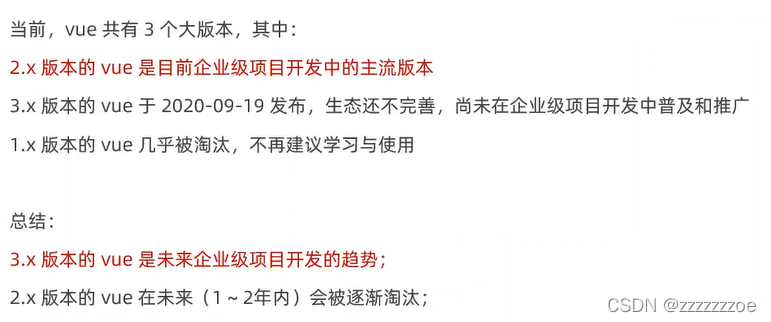 当前，vue 共有 3 个大版本，其中：
2.x 版本的 vue 是目前企业级项目开发中的主流版本
3.x 版本的 vue 于 2020-09-19 发布，生态还不完善，尚未在企业级项目开发中普及和推广
1.x 版本的 vue 几乎被淘汰，不再建议学习与使用
总结：
3.x 版本的 vue 是未来企业级项目开发的趋势；
2.x 版本的 vue 在未来（1 ~ 2年内）会被逐渐淘汰；
CSDN @zzzzzzzoe